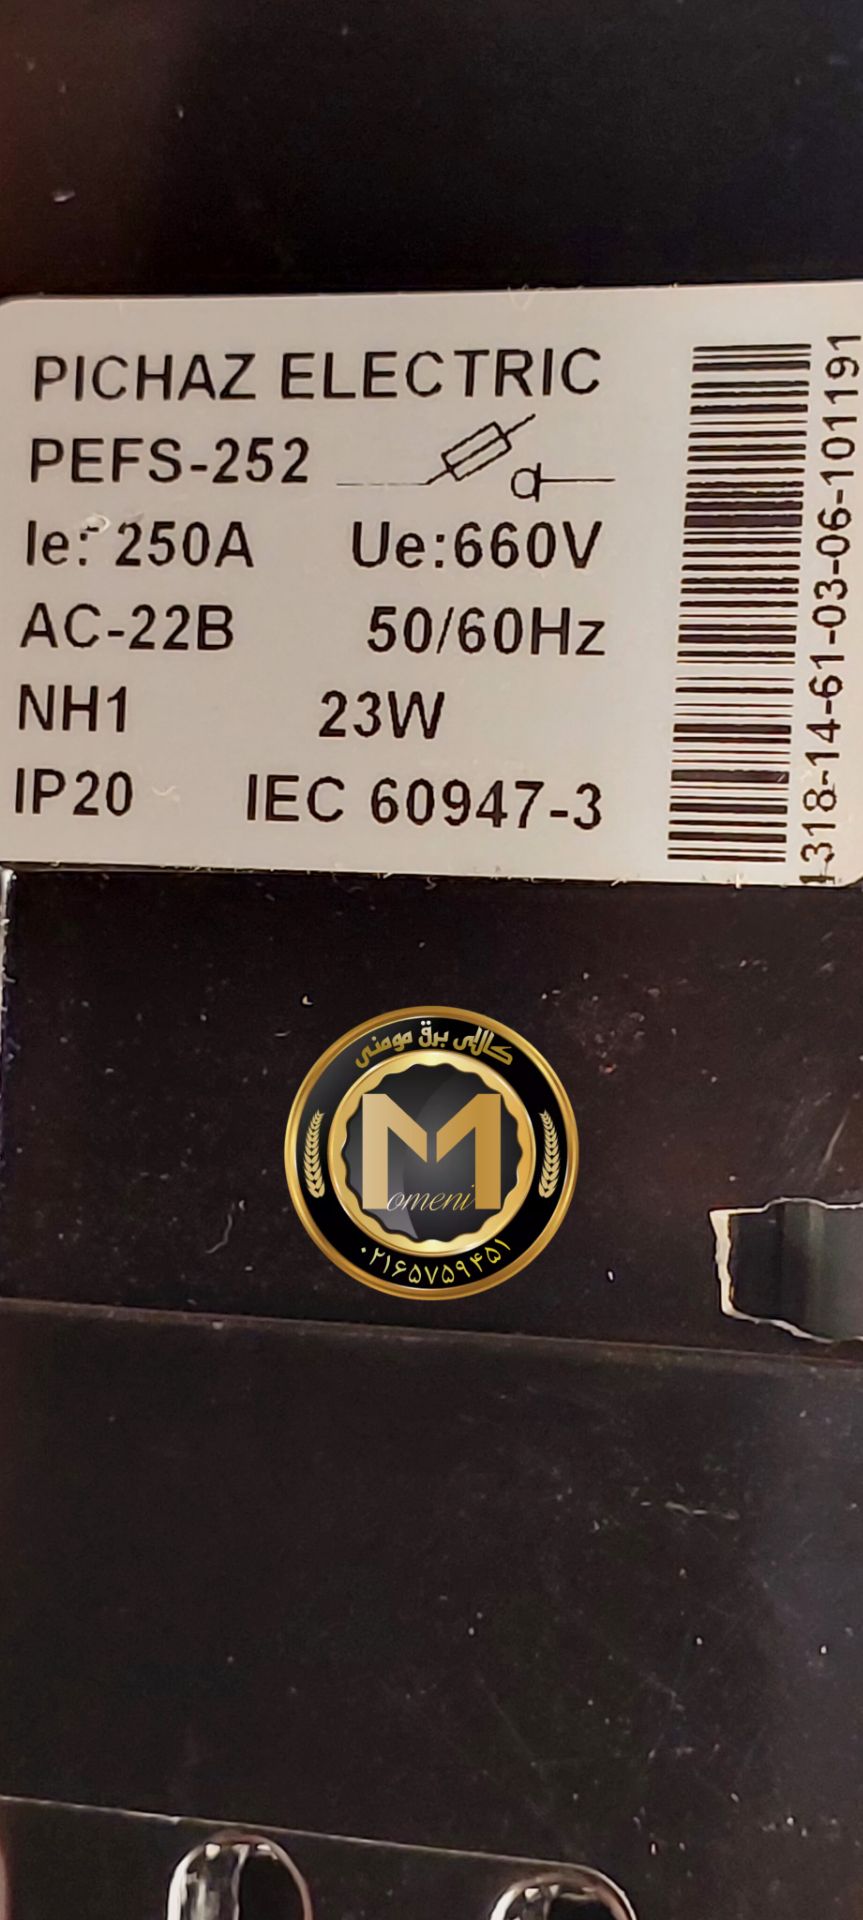 PICHAZ ELECTRIC
PEFS-252
Ie: 250A Ue:660V
AC-22B 50/60Hz
NH1 23W
IP20 IEC 60947-3
1318-14-61-03-06-101191
کالای برق مومنی
M
omeni
۰۲۱۶۵۷۵۹۴۵۱